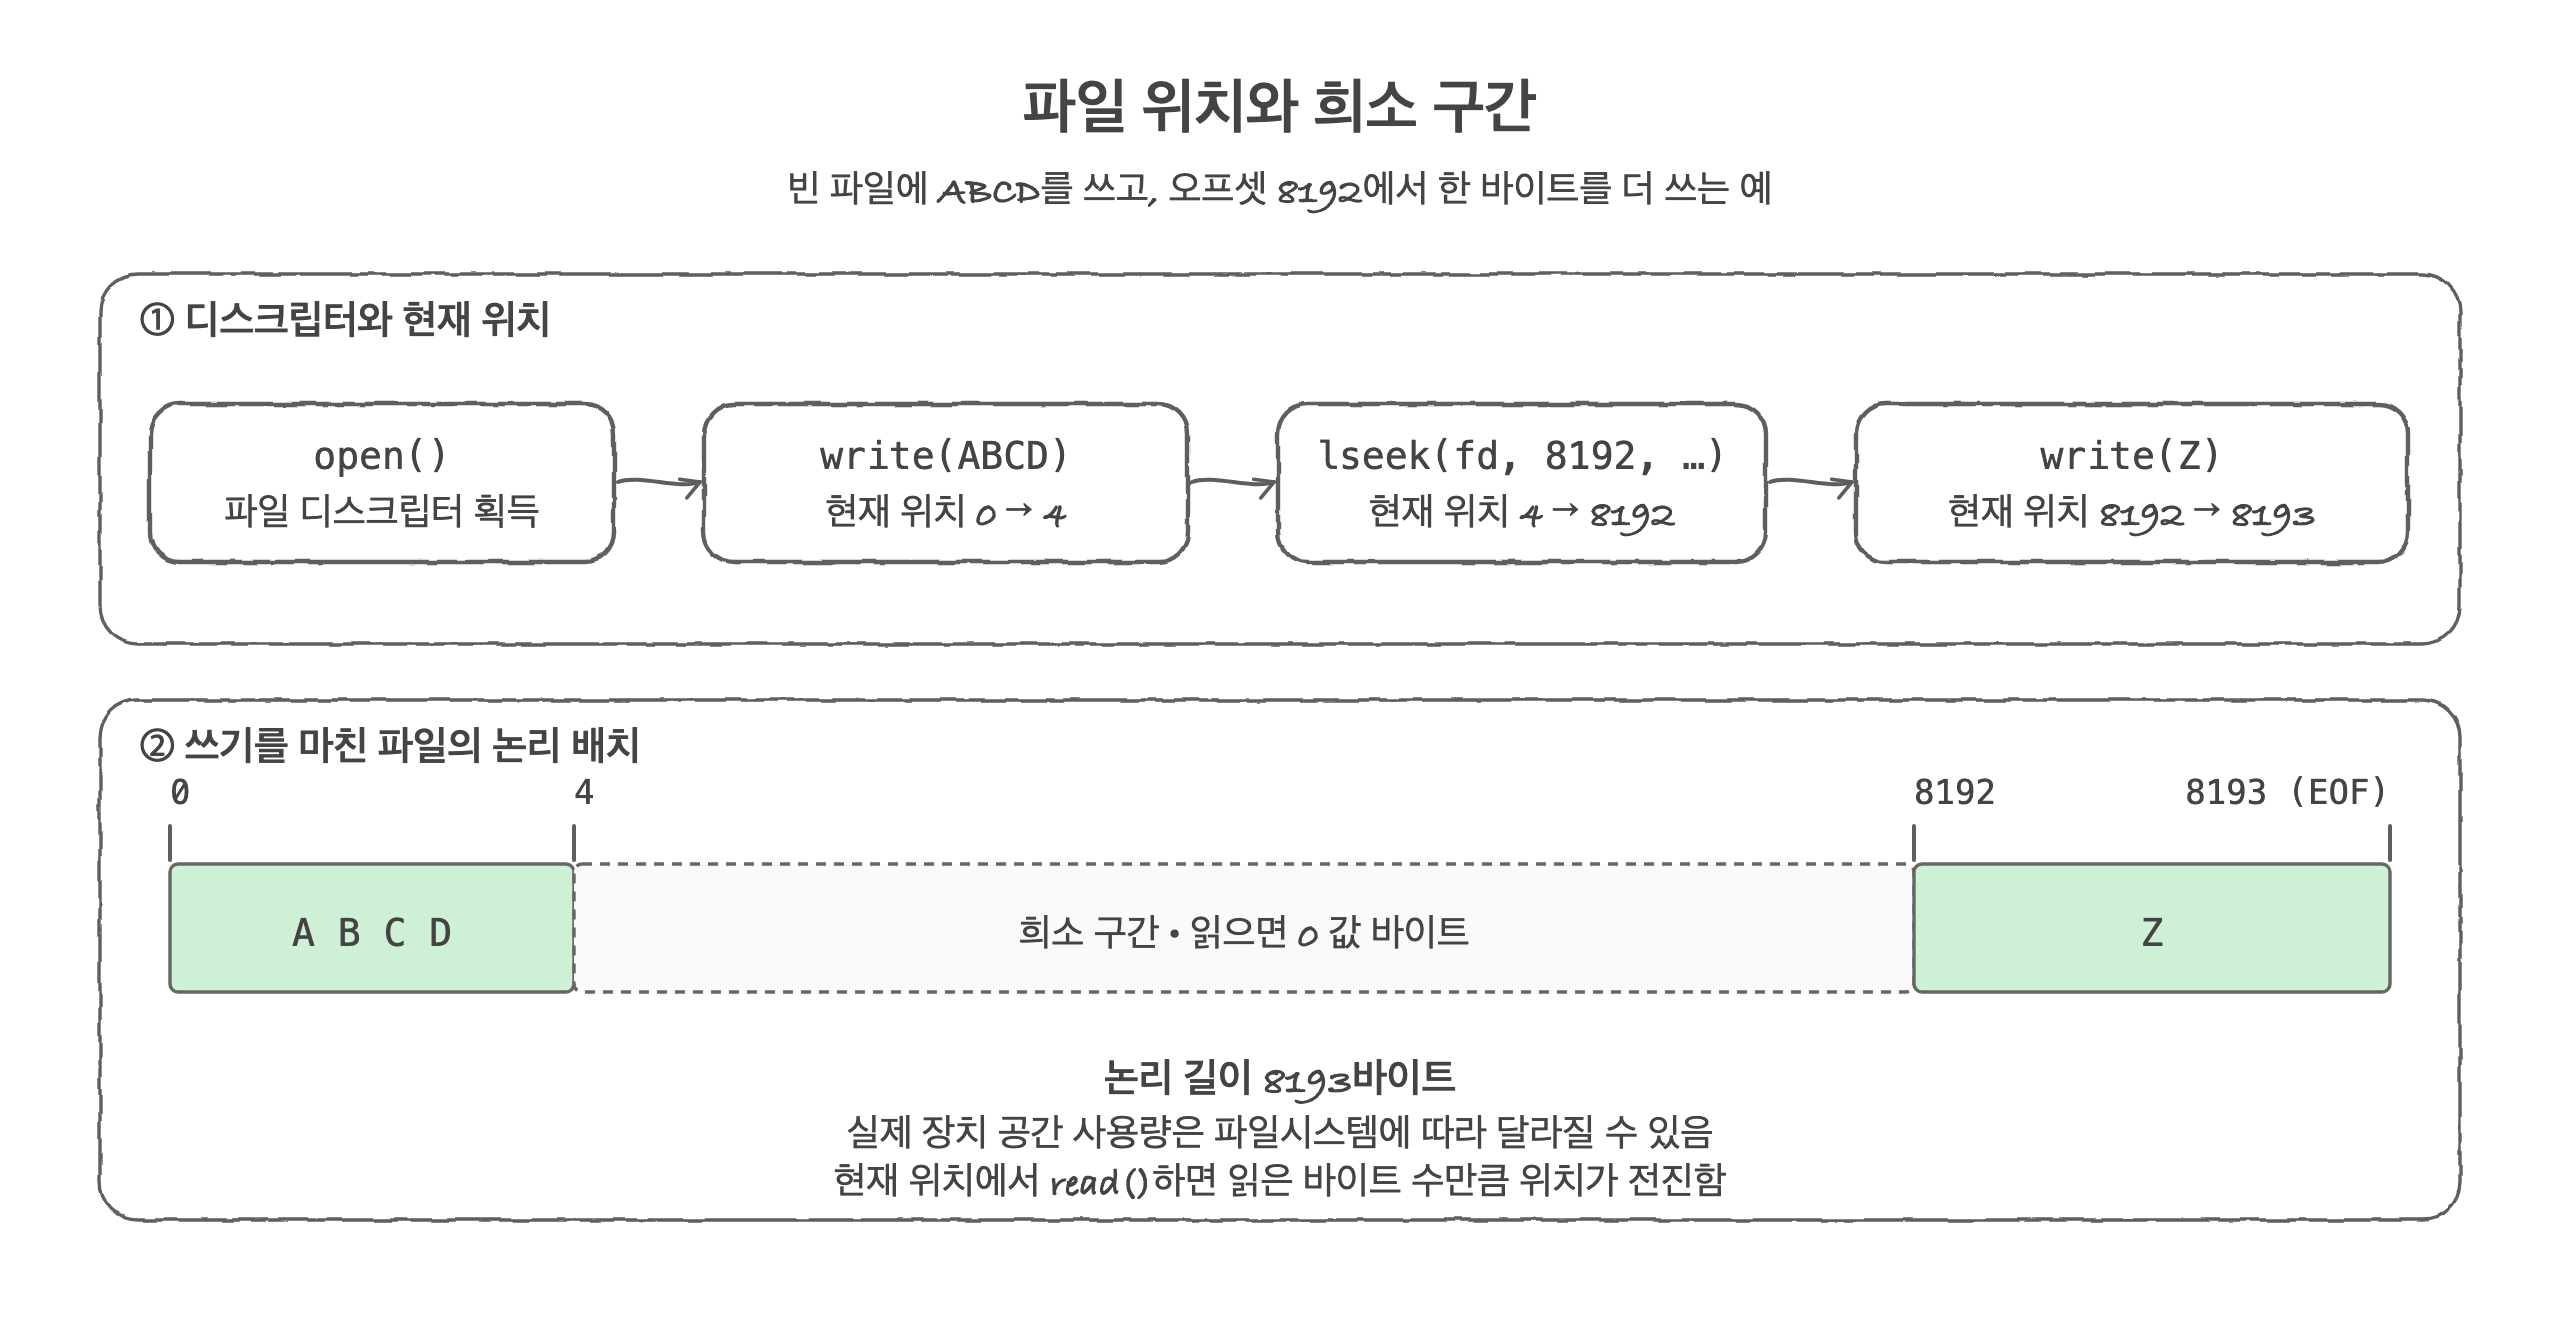 파일 위치와 희소 구간
빈 파일에 ABCD를 쓰고, 오프셋 8192에서 한 바이트를 더 쓰는 예
① 디스크립터와 현재 위치
open()
파일 디스크립터 획득
write(ABCD)
현재 위치 0 → 4
lseek(fd, 8192, …)
현재 위치 4 → 8192
write(Z)
현재 위치 8192 → 8193
② 쓰기를 마친 파일의 논리 배치
0 4 8192 8193 (EOF)
A B C D 희소 구간 • 읽으면 0 값 바이트 Z
논리 길이 8193바이트
실제 장치 공간 사용량은 파일시스템에 따라 달라질 수 있음
현재 위치에서 read()하면 읽은 바이트 수만큼 위치가 전진함